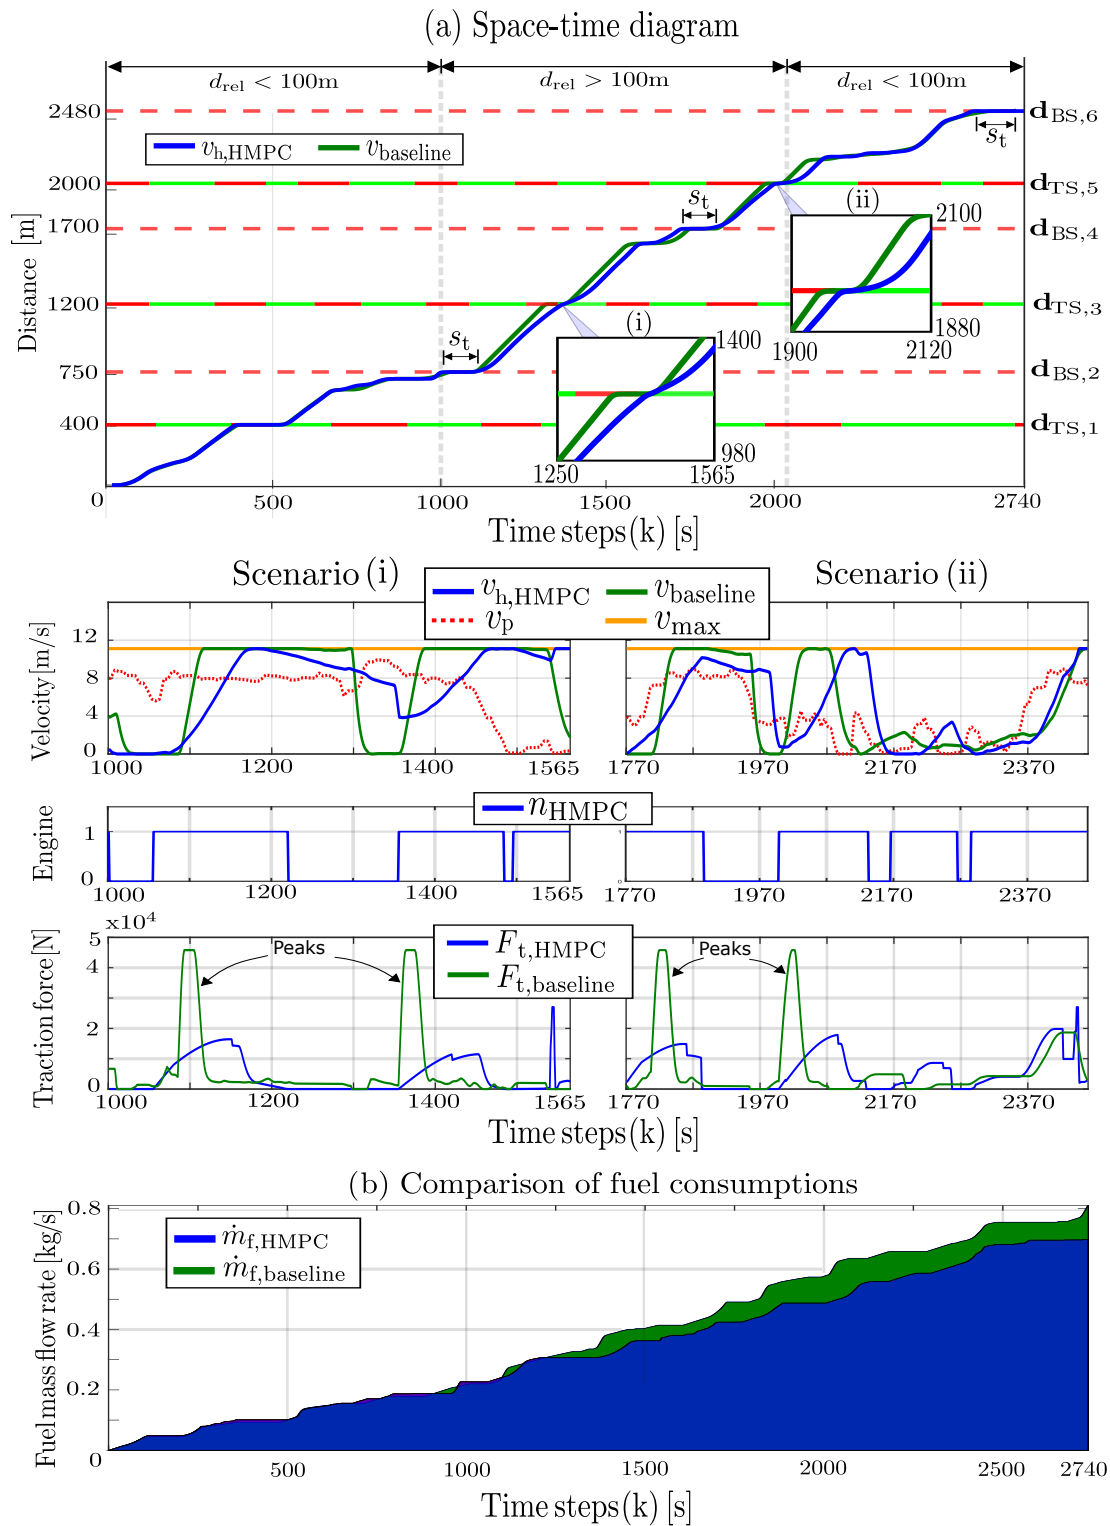 (a) Space-time diagram
d_rel < 100m
d_rel > 100m
d_rel < 100m
Distance [m]
2480
2000
1700
1200
750
400
0
v_h,HMPC
v_baseline
s_t
s_t
s_t
d_BS,6
d_TS,5
d_BS,4
d_TS,3
d_BS,2
d_TS,1
(i)
1400
980
1250
1565
(ii)
2100
1880
1900
2120
500
1000
1500
2000
2740
Time steps(k) [s]
Scenario (i)
Scenario (ii)
v_h,HMPC
v_baseline
v_p
v_max
Velocity[m/s]
12
8
4
0
1000
1200
1400
1565
1770
1970
2170
2370
n_HMPC
Engine
1
0
1000
1200
1400
1565
1770
1970
2170
2370
x10⁴
Traction force[N]
5
4
2
0
Peaks
Peaks
F_t,HMPC
F_t,baseline
1000
1200
1400
1565
1770
1970
2170
2370
Time steps(k) [s]
(b) Comparison of fuel consumptions
Fuel mass flow rate [kg/s]
0.8
0.6
0.4
0.2
0
ṁ_f,HMPC
ṁ_f,baseline
500
1000
1500
2000
2500
2740
Time steps(k) [s]